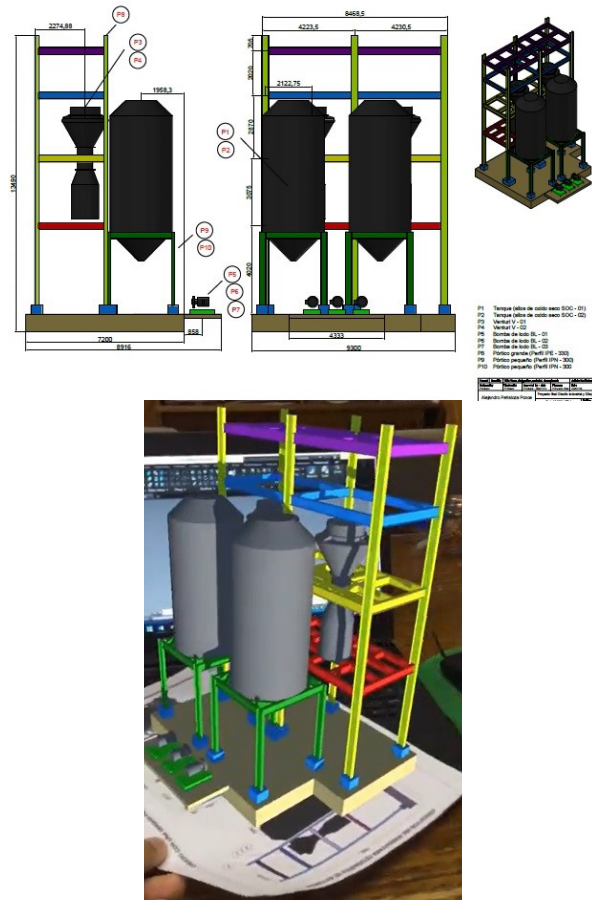 P8
2274,88
P3
P4
1958,3
13490
P9
P10
P5
P6
P7
858
7200
8916
8458,5
4223,5
4230,5
2122,75
2870
4020
P1
P2
4333
9300
P1 Tanque (silos de oxido seco SOC - 01)
P2 Tanque (silos de oxido seco SOC - 02)
P3 Venturi V - 01
P4 Venturi V - 02
P5 Bomba de lodo BL - 01
P6 Bomba de lodo BL - 02
P7 Bomba de lodo BL - 03
P8 Pórtico grande (Perfil IPE - 330)
P9 Pórtico pequeño (Perfil IPN - 300)
P10 Pórtico pequeño (Perfil IPN - 300
Alejandro Peñaloza Ponce